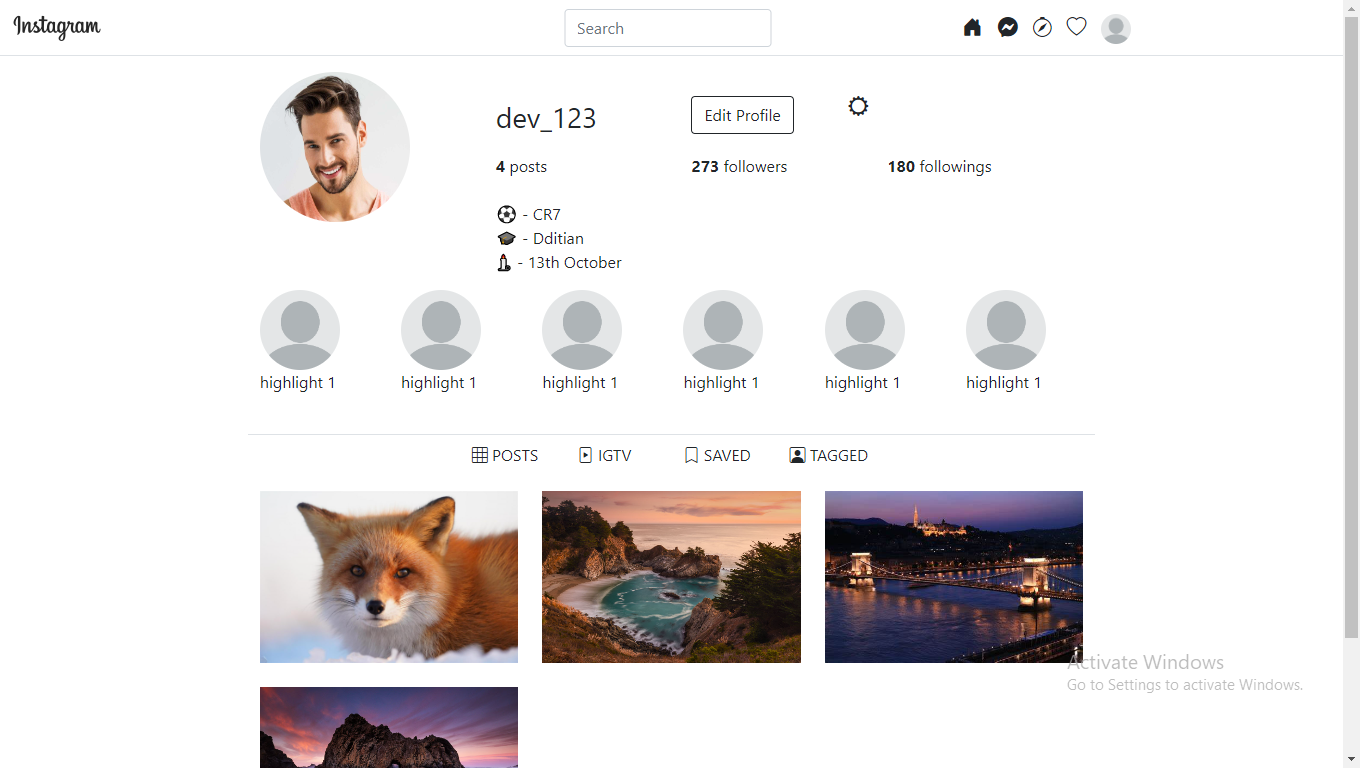 Instagram
Search
dev_123
Edit Profile
4 posts
273 followers
180 followings
- CR7
- Dditian
- 13th October
highlight 1
highlight 1
highlight 1
highlight 1
highlight 1
highlight 1
POSTS
IGTV
SAVED
TAGGED
Activate Windows
Go to Settings to activate Windows.